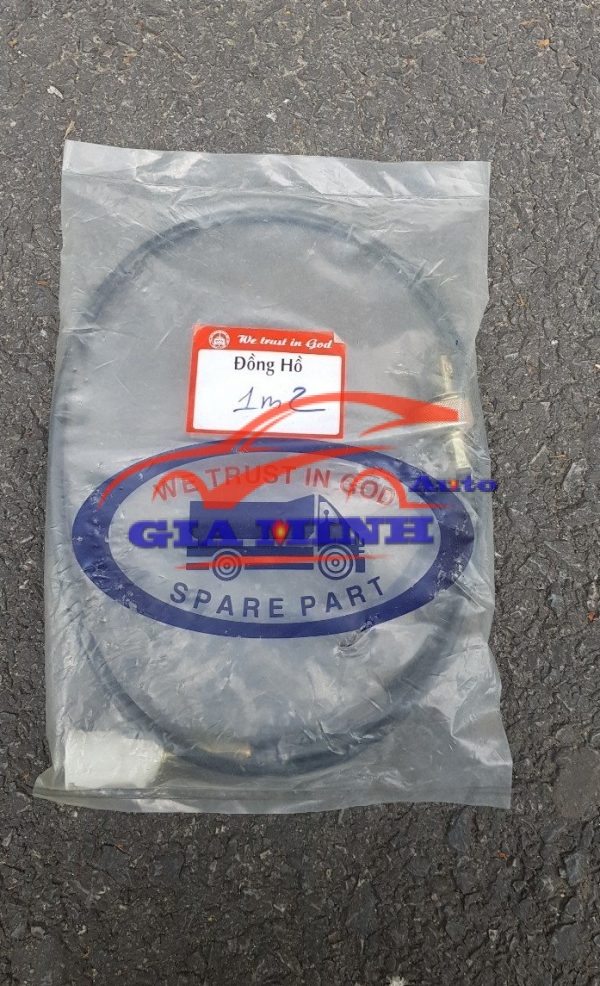 We trust in God
Đồng Hồ
1m2
WE TRUST IN GOD
Auto
GIA MINH
SPARE PART